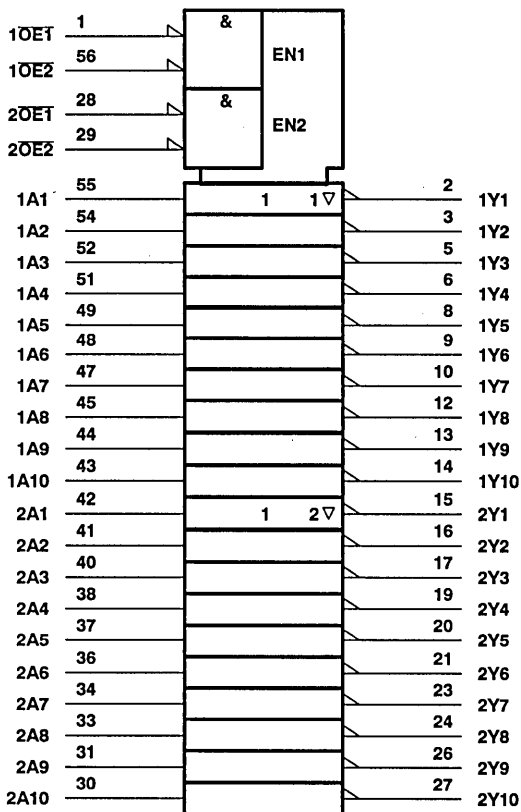 1OE1 1 & EN1
1OE2 56
2OE1 28 & EN2
2OE2 29
1A1 55 1 1▽ 2 1Y1
1A2 54 3 1Y2
1A3 52 5 1Y3
1A4 51 6 1Y4
1A5 49 8 1Y5
1A6 48 9 1Y6
1A7 47 10 1Y7
1A8 45 12 1Y8
1A9 44 13 1Y9
1A10 43 14 1Y10
2A1 42 1 2▽ 15 2Y1
2A2 41 16 2Y2
2A3 40 17 2Y3
2A4 38 19 2Y4
2A5 37 20 2Y5
2A6 36 21 2Y6
2A7 34 23 2Y7
2A8 33 24 2Y8
2A9 31 26 2Y9
2A10 30 27 2Y10